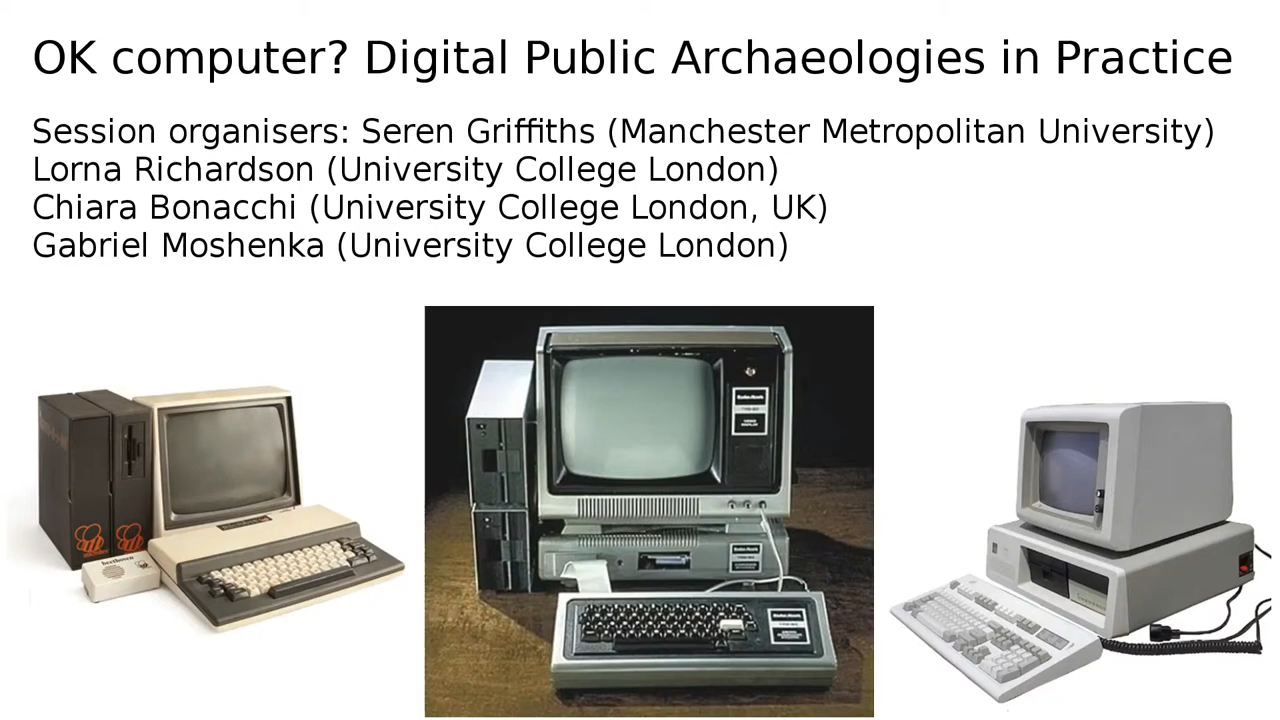 OK computer? Digital Public Archaeologies in Practice
Session organisers: Seren Griffiths (Manchester Metropolitan University)
Lorna Richardson (University College London)
Chiara Bonacchi (University College London, UK)
Gabriel Moshenka (University College London)
beethoven